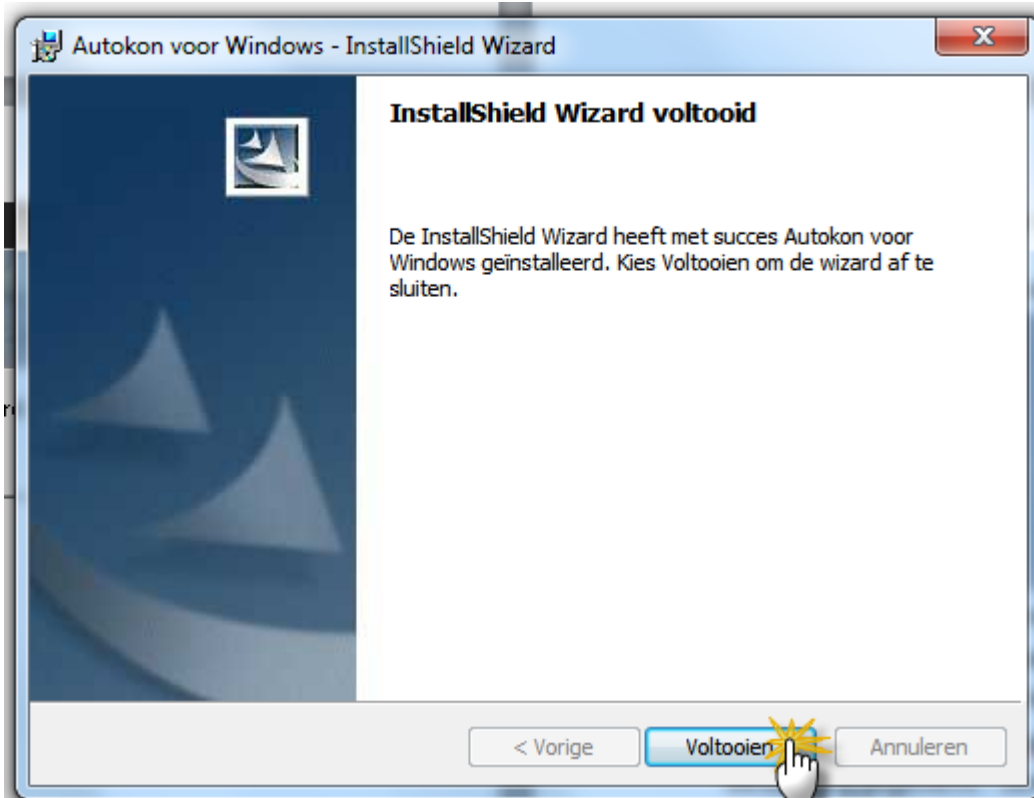 Autokon voor Windows - InstallShield Wizard
InstallShield Wizard voltooid
De InstallShield Wizard heeft met succes Autokon voor
Windows geïnstalleerd. Kies Voltooien om de wizard af te
sluiten.
< Vorige
Voltooien
Annuleren